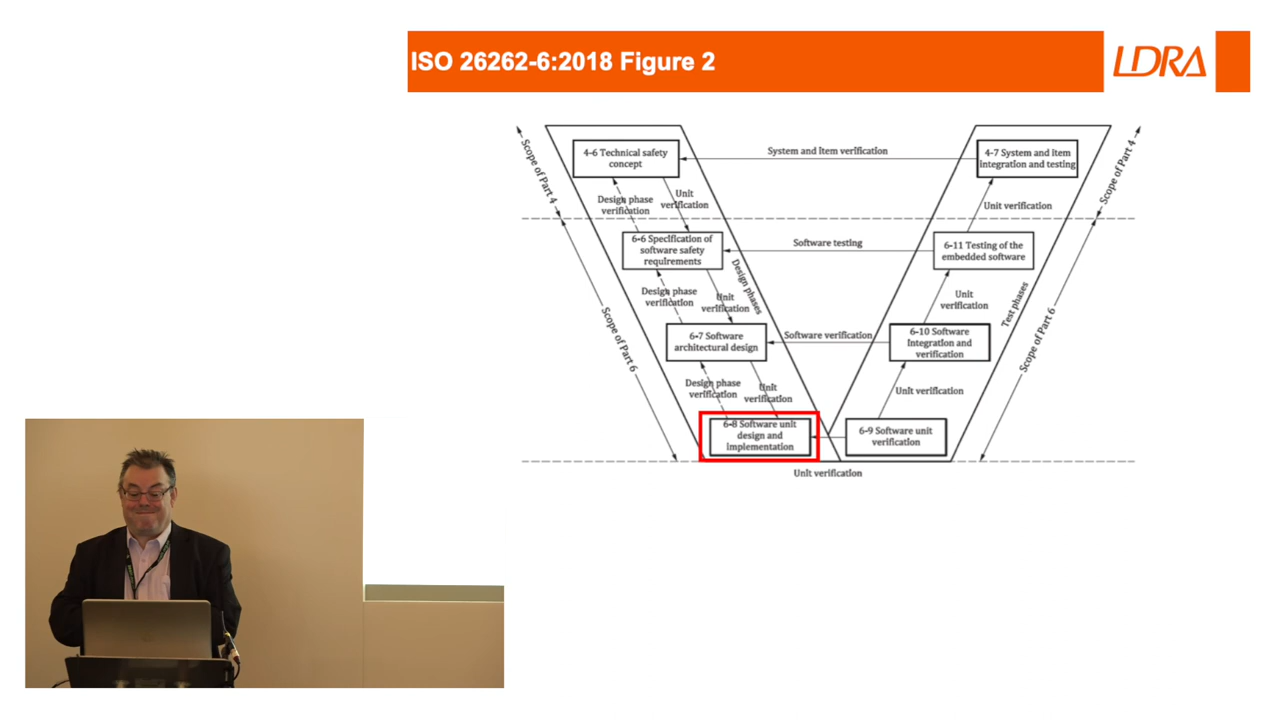 ISO 26262-6:2018 Figure 2
LDRA
Scope of Part 4
4-6 Technical safety
concept
System and item verification
4-7 System and item
integration and testing
Scope of Part 4
Design phase
verification
Unit
verification
Unit verification
6-6 Specification of
software safety
requirements
Software testing
6-11 Testing of the
embedded software
Design phases
Design phase
verification
Unit
verification
Unit
verification
Test phases
Scope of Part 6
6-7 Software
architectural design
Software verification
6-10 Software
Integration and
verification
Scope of Part 6
Design phase
verification
Unit
verification
Unit verification
6-8 Software unit
design and
implementation
6-9 Software unit
verification
Unit verification